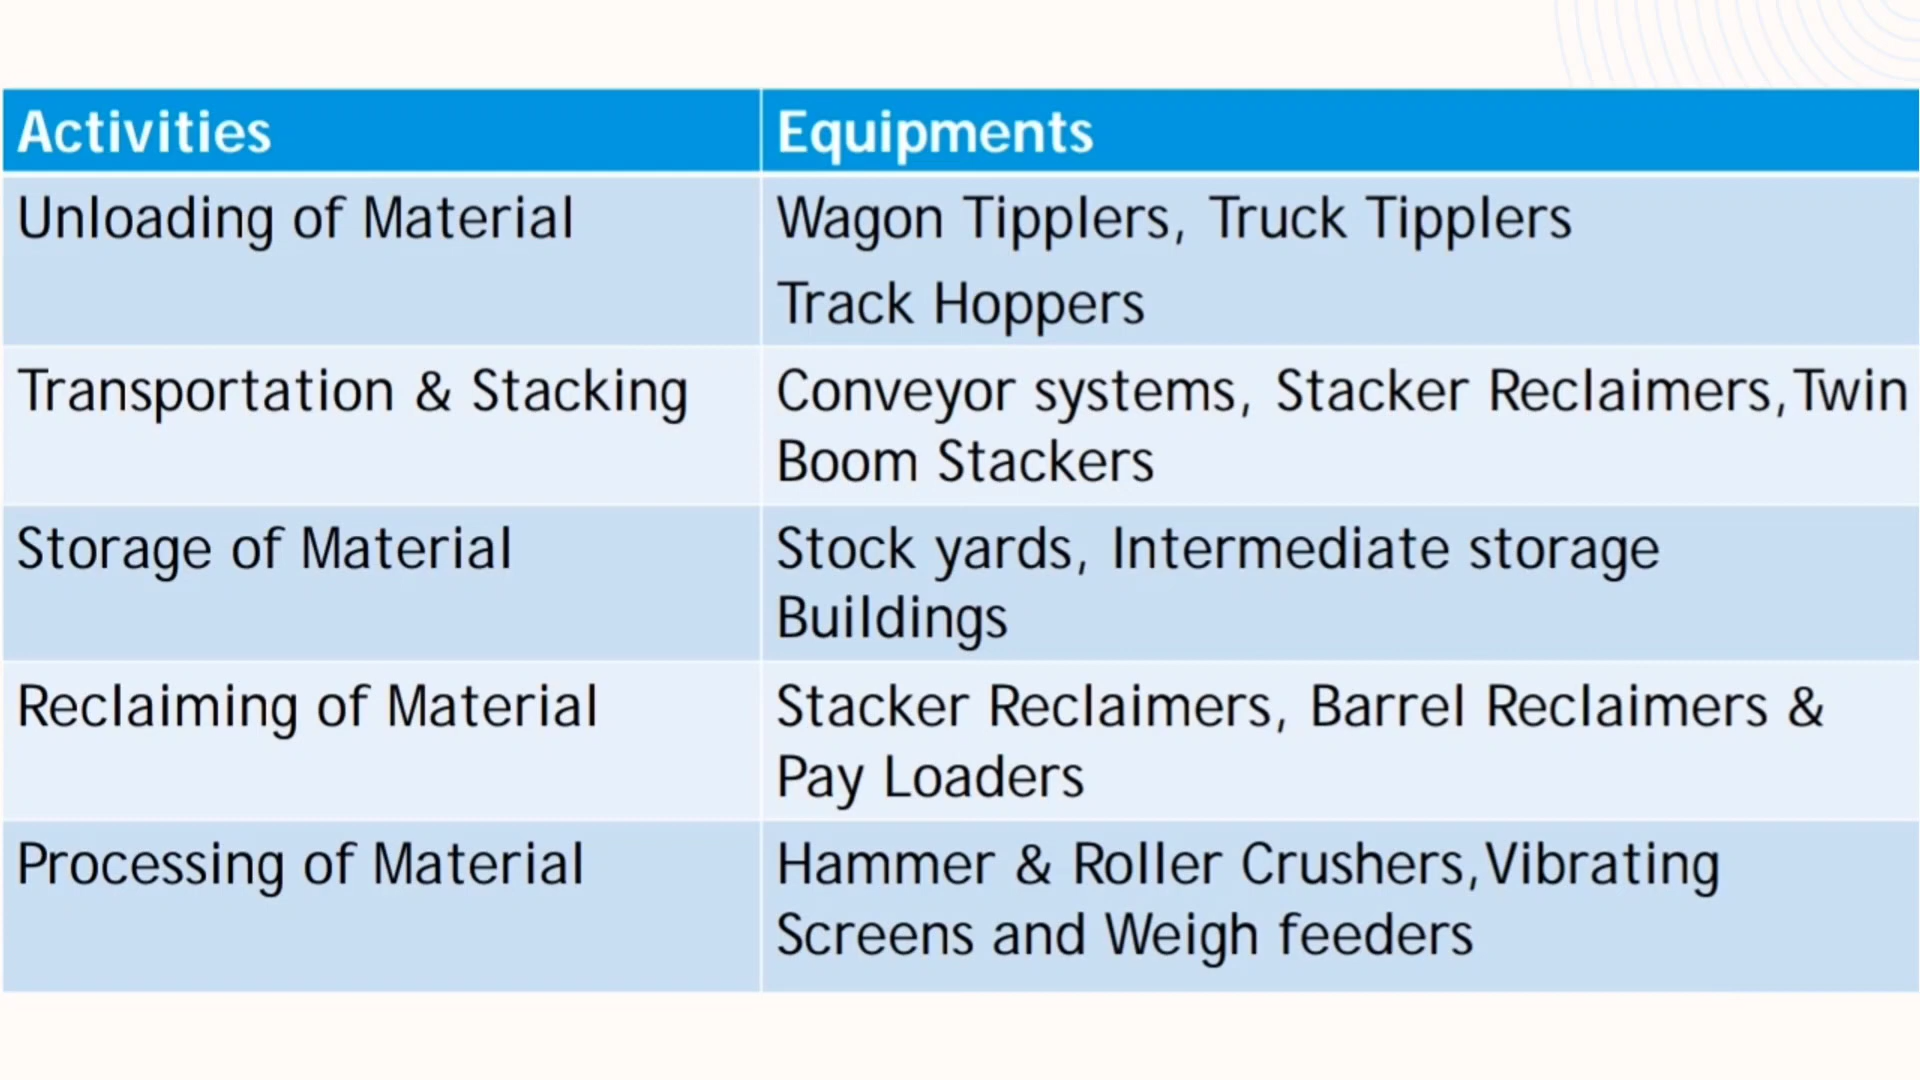 Activities
Equipments
Unloading of Material
Wagon Tipplers, Truck Tipplers
Track Hoppers
Transportation & Stacking
Conveyor systems, Stacker Reclaimers,Twin
Boom Stackers
Storage of Material
Stock yards, Intermediate storage
Buildings
Reclaiming of Material
Stacker Reclaimers, Barrel Reclaimers &
Pay Loaders
Processing of Material
Hammer & Roller Crushers,Vibrating
Screens and Weigh feeders